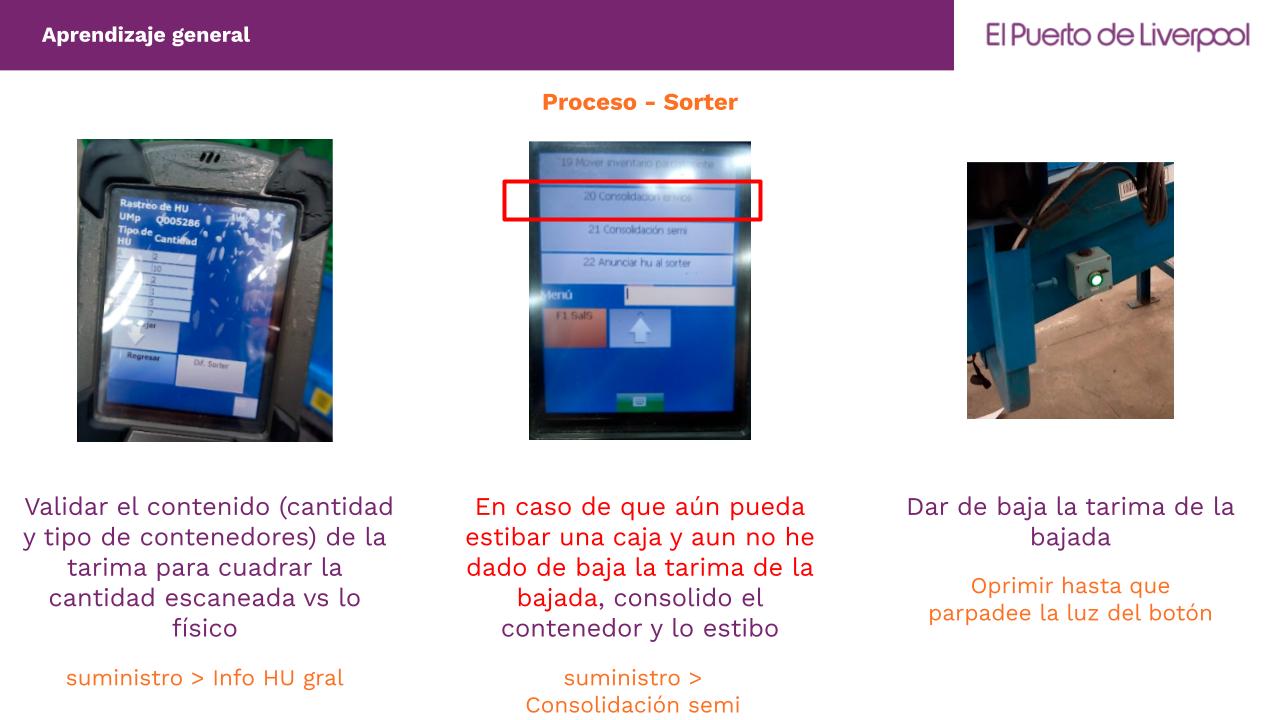 Aprendizaje general
El Puerto de Liverpool
Proceso - Sorter
Rastreo de HU
UMp Q005286
Tipo de HU Cantidad
2
10
2
1
5
7
Regresar
Dif. Sorter
19 Mover inventario
20 Consolidación envíos
21 Consolidación semi
22 Anunciar hu al sorter
Menú
F1 SalS
Validar el contenido (cantidad
y tipo de contenedores) de la
tarima para cuadrar la
cantidad escaneada vs lo
físico
suministro > Info HU gral
En caso de que aún pueda
estibar una caja y aun no he
dado de baja la tarima de la
bajada, consolido el
contenedor y lo estibo
suministro >
Consolidación semi
Dar de baja la tarima de la
bajada
Oprimir hasta que
parpadee la luz del botón